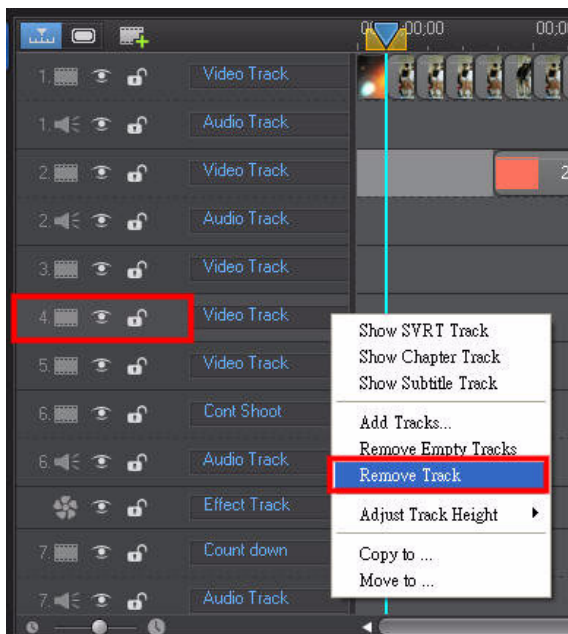 00;00
00;0
1. Video Track
1. Audio Track
2. Video Track
2
2. Audio Track
3. Video Track
4. Video Track
5. Video Track
6. Cont Shoot
6. Audio Track
Effect Track
7. Count down
7. Audio Track
Show SVRT Track
Show Chapter Track
Show Subtitle Track
Add Tracks...
Remove Empty Tracks
Remove Track
Adjust Track Height
Copy to ...
Move to ...